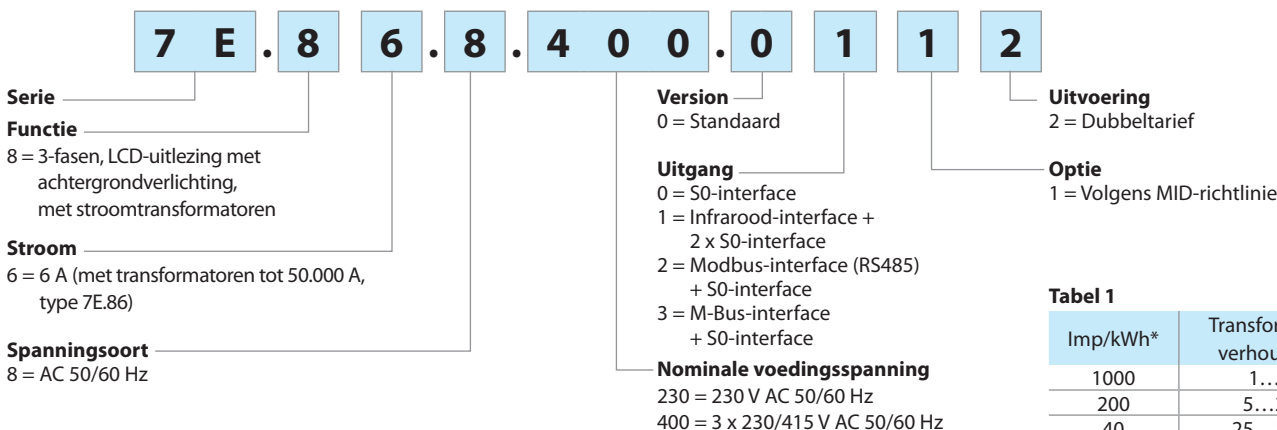 7 E . 8 6 . 8 . 4 0 0 . 0 1 1 2
Serie
Functie
8 = 3-fasen, LCD-uitlezing met
achtergrondverlichting,
met stroomtransformatoren
Stroom
6 = 6 A (met transformatoren tot 50.000 A,
type 7E.86)
Spanningsoort
8 = AC 50/60 Hz
Version
0 = Standaard
Uitgang
0 = S0-interface
1 = Infrarood-interface +
2 x S0-interface
2 = Modbus-interface (RS485)
+ S0-interface
3 = M-Bus-interface
+ S0-interface
Nominale voedingsspanning
230 = 230 V AC 50/60 Hz
400 = 3 x 230/415 V AC 50/60 Hz
Uitvoering
2 = Dubbeltarief
Optie
1 = Volgens MID-richtlinie
Tabel 1
Imp/kWh*
1000 1…
200 5…
40 25